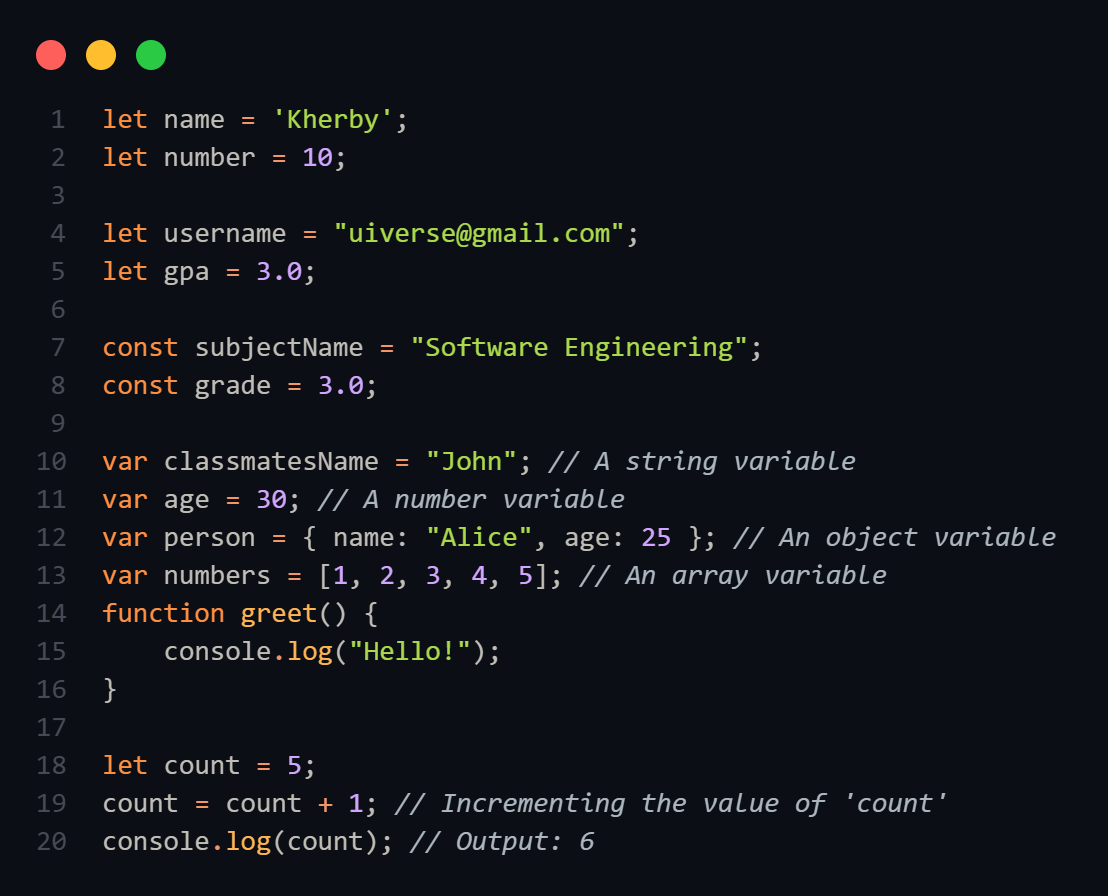 1 let name = 'Kherby';
2 let number = 10;
3
4 let username = "uiverse@gmail.com";
5 let gpa = 3.0;
6
7 const subjectName = "Software Engineering";
8 const grade = 3.0;
9
10 var classmatesName = "John"; // A string variable
11 var age = 30; // A number variable
12 var person = { name: "Alice", age: 25 }; // An object variable
13 var numbers = [1, 2, 3, 4, 5]; // An array variable
14 function greet() {
15     console.log("Hello!");
16 }
17
18 let count = 5;
19 count = count + 1; // Incrementing the value of 'count'
20 console.log(count); // Output: 6